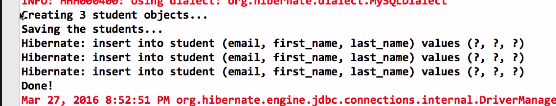 INFO: HHH000400: Using dialect: org.hibernate.dialect.MySQLDialect
Creating 3 student objects...
Saving the students...
Hibernate: insert into student (email, first_name, last_name) values (?, ?, ?)
Hibernate: insert into student (email, first_name, last_name) values (?, ?, ?)
Hibernate: insert into student (email, first_name, last_name) values (?, ?, ?)
Done!
Mar 27, 2016 8:52:51 PM org.hibernate.engine.jdbc.connections.internal.DriverManage